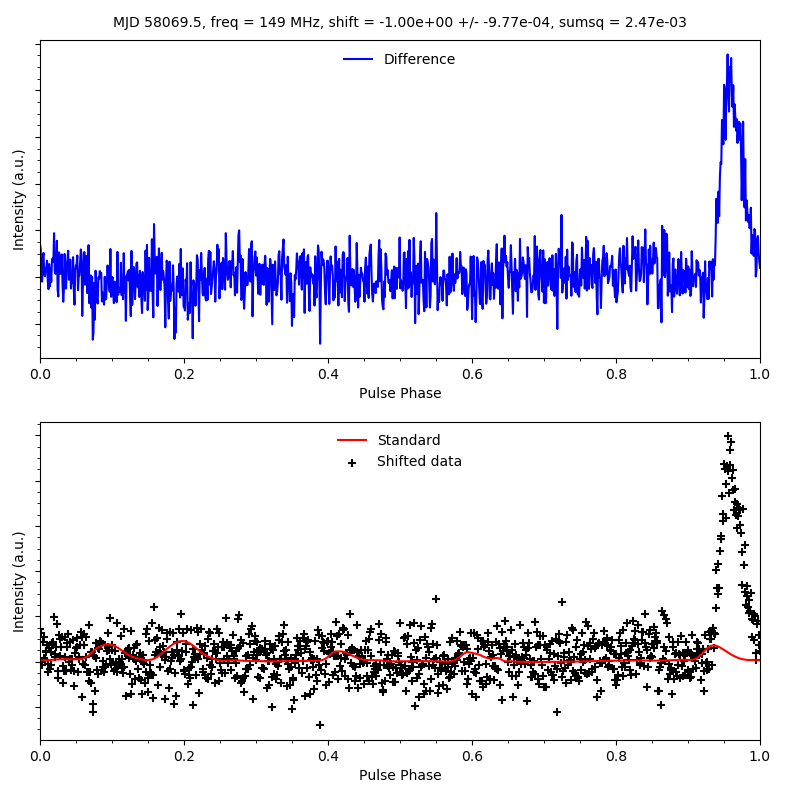 MJD 58069.5, freq = 149 MHz, shift = -1.00e+00 +/- -9.77e-04, sumsq = 2.47e-03
Difference
Intensity (a.u.)
0.0 0.2 0.4 0.6 0.8 1.0
Pulse Phase
Standard
Shifted data
Intensity (a.u.)
0.0 0.2 0.4 0.6 0.8 1.0
Pulse Phase